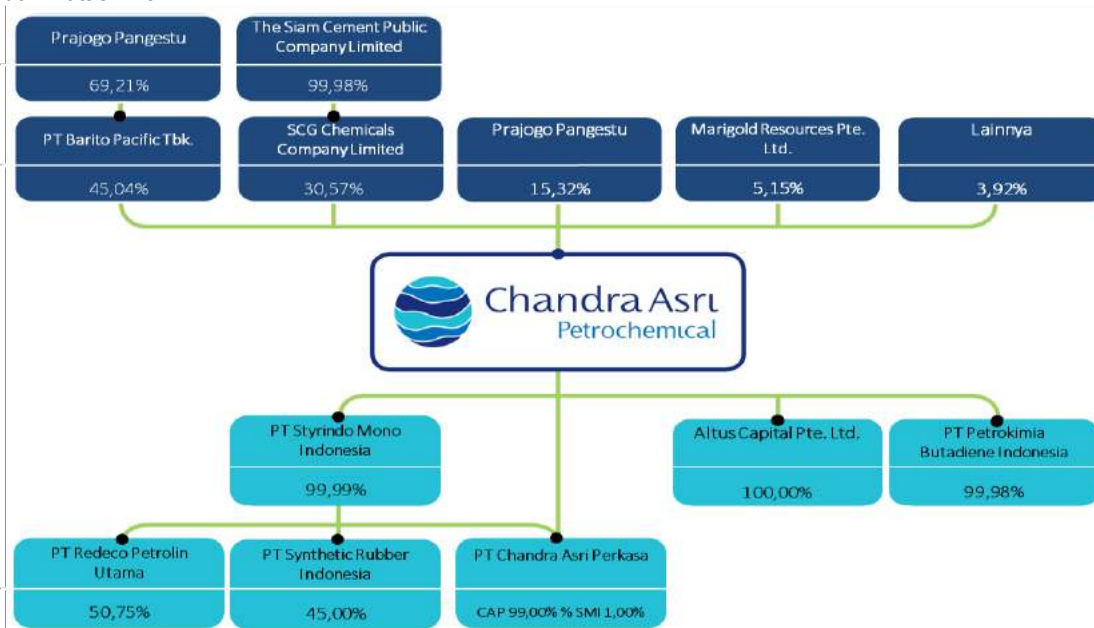 Prajogo Pangestu
69,21%
The Siam Cement Public
Company Limited
99,98%
PT Barito Pacific Tbk.
45,04%
SCG Chemicals
Company Limited
30,57%
Prajogo Pangestu
15,32%
Marigold Resources Pte.
Ltd.
5,15%
Lainnya
3,92%
Chandra Asri
Petrochemical
PT Styrindo Mono
Indonesia
99,99%
Altus Capital Pte. Ltd.
100,00%
PT Petrokimia
Butadiene Indonesia
99,98%
PT Redeco Petrolin
Utama
50,75%
PT Synthetic Rubber
Indonesia
45,00%
PT Chandra Asri Perkasa
CAP 99,00% % SMI 1,00%